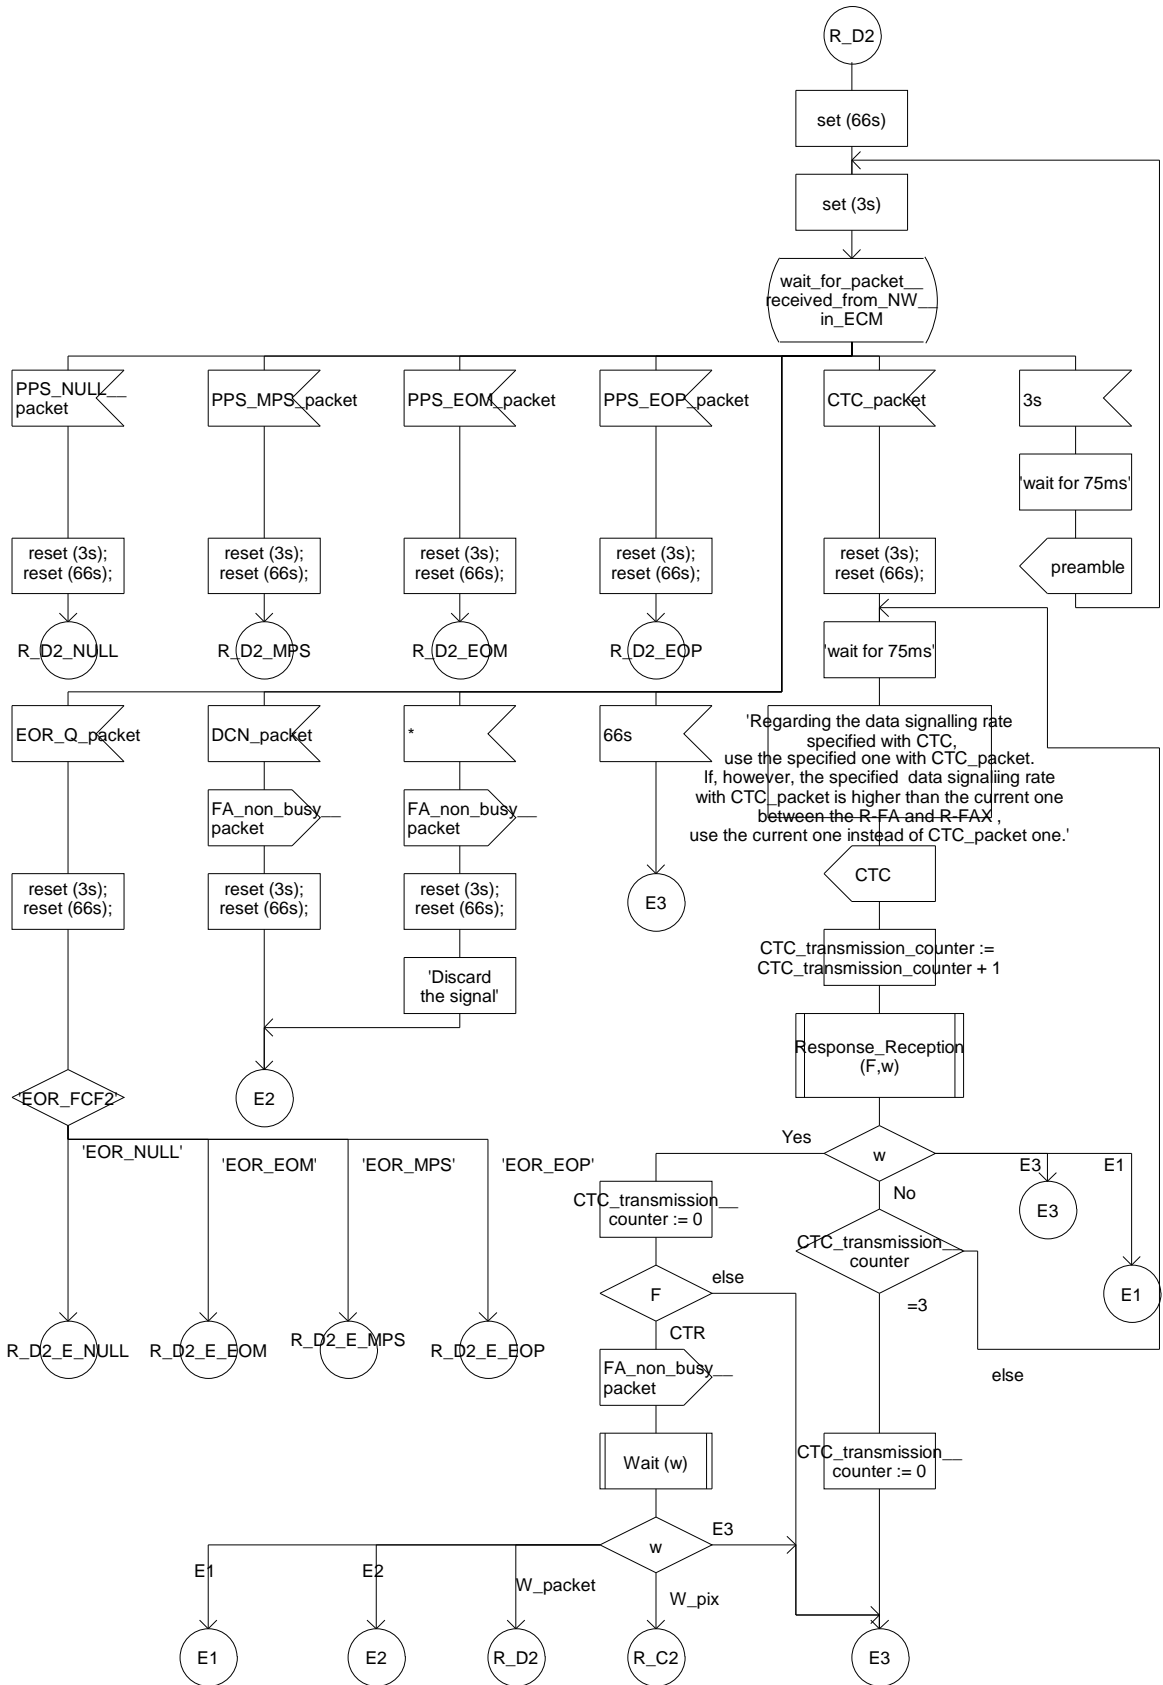 R_D2
set (66s)
set (3s)
wait_for_packet__
received_from_NW__
in_ECM
PPS_NULL__
packet
PPS_MPS_packet
PPS_EOM_packet
PPS_EOP_packet
CTC_packet
3s
'wait for 75ms'
reset (3s);
reset (66s);
reset (3s);
reset (66s);
reset (3s);
reset (66s);
reset (3s);
reset (66s);
reset (3s);
reset (66s);
preamble
R_D2_NULL
R_D2_MPS
R_D2_EOM
R_D2_EOP
'wait for 75ms'
EOR_Q_packet
DCN_packet
*
66s
'Regarding the data signalling rate
specified with CTC,
use the specified one with CTC_packet.
If, however, the specified data signaliing rate
with CTC_packet is higher than the current one
between the R-FA and R-FAX ,
use the current one instead of CTC_packet one.'
FA_non_busy__
packet
FA_non_busy__
packet
reset (3s);
reset (66s);
reset (3s);
reset (66s);
reset (3s);
reset (66s);
E3
CTC
'Discard
the signal'
CTC_transmission_counter :=
CTC_transmission_counter + 1
Response_Reception
(F,w)
'EOR_FCF2'
E2
'EOR_NULL'
'EOR_EOM'
'EOR_MPS'
'EOR_EOP'
Yes
w
E3
E1
No
CTC_transmission__
counter := 0
E3
CTC_transmission__
counter
F
else
E1
=3
CTR
R_D2_E_NULL
R_D2_E_EOM
R_D2_E_MPS
R_D2_E_EOP
FA_non_busy__
packet
else
Wait (w)
CTC_transmission__
counter := 0
w
E3
E1
E2
W_packet
W_pix
E1
E2
R_D2
R_C2
E3